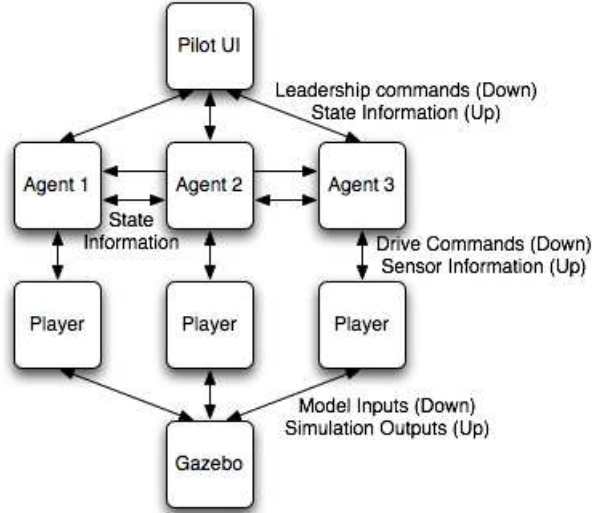 Pilot UI
Leadership commands (Down)
State Information (Up)
Agent 1
Agent 2
Agent 3
State
Information
Drive Commands (Down)
Sensor Information (Up)
Player
Player
Player
Model Inputs (Down)
Simulation Outputs (Up)
Gazebo